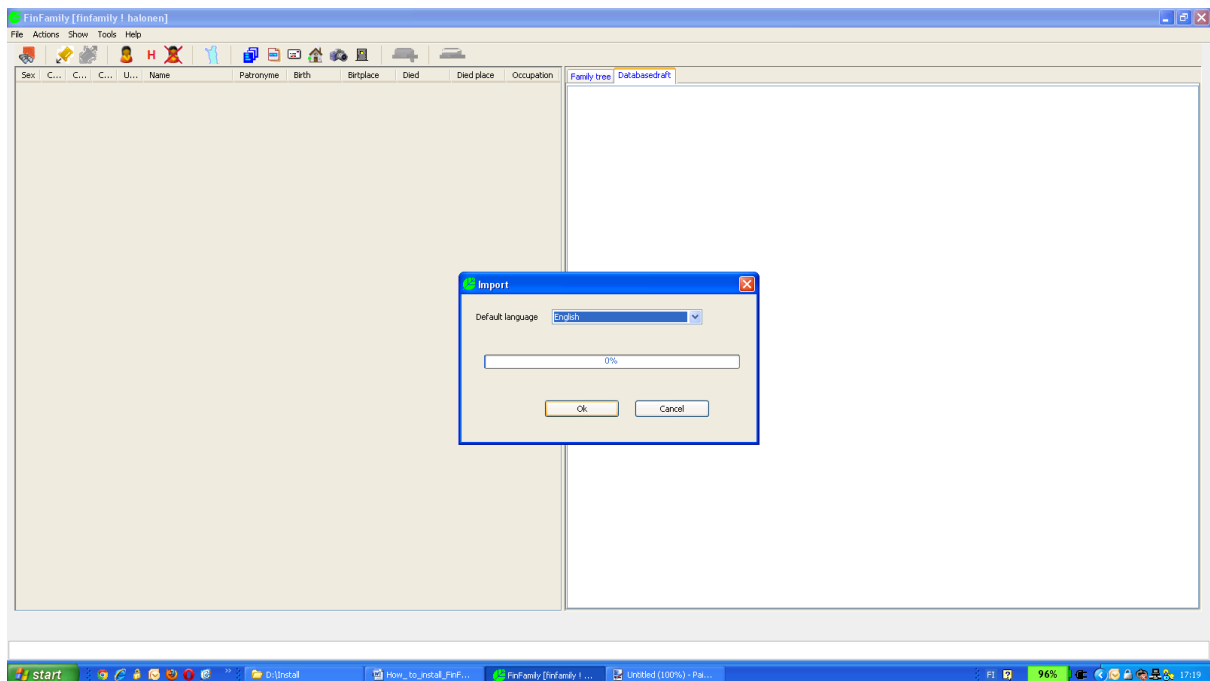 FinFamily [finfamily ! halonen]
File Actions Show Tools Help
H
Sex C... C... C... U... Name Patronyme Birth Birtplace Died Died place Occupation
Family tree Databasedraft
Import
Default language English
0%
Ok Cancel
start D:\Install How_to_install_FinF... FinFamily [finfamily ! ... Untitled (100%) - Pai... FI 96% 17:19